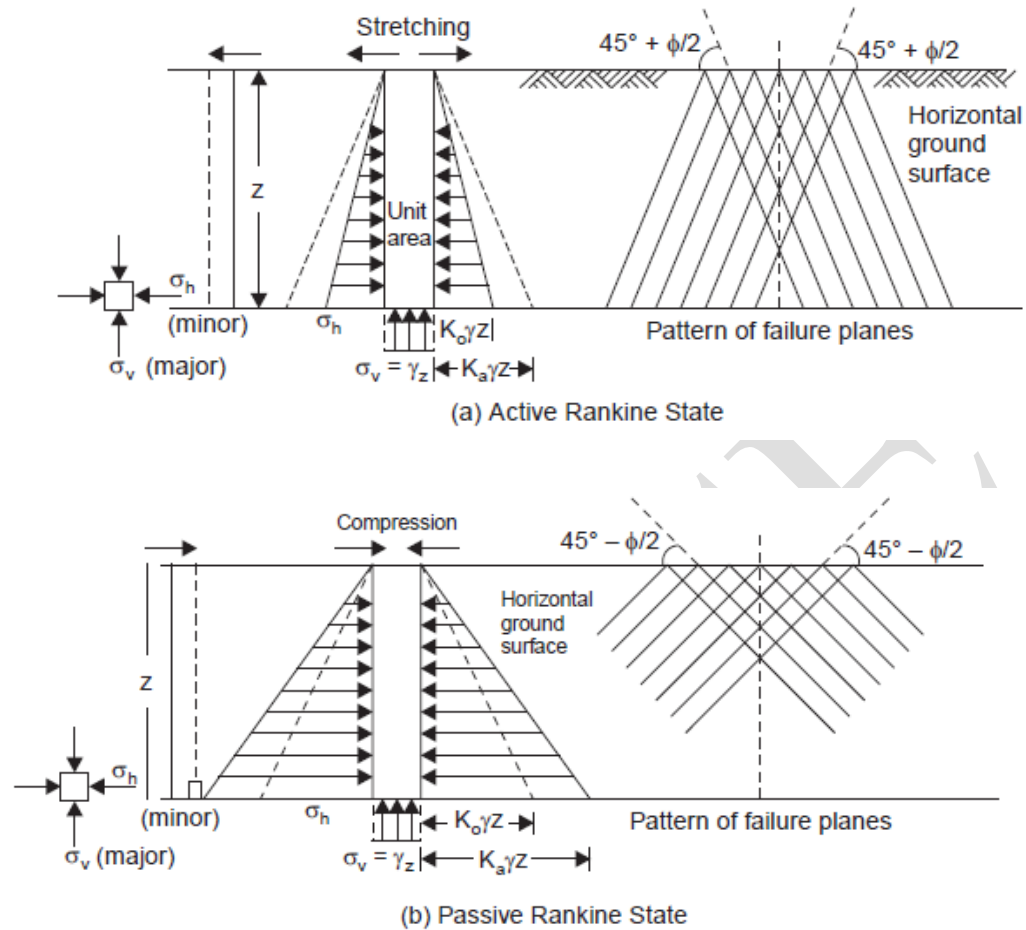 Stretching
45° + ϕ/2
45° + ϕ/2
Horizontal
ground
surface
z
Unit
area
σh
(minor)
σv (major)
σh
Koγz
σv = γz
Kaγz
Pattern of failure planes
(a) Active Rankine State
Compression
45° – ϕ/2
45° – ϕ/2
Horizontal
ground
surface
z
σh
(minor)
σv (major)
σh
Koγz
σv = γz
Kaγz
Pattern of failure planes
(b) Passive Rankine State